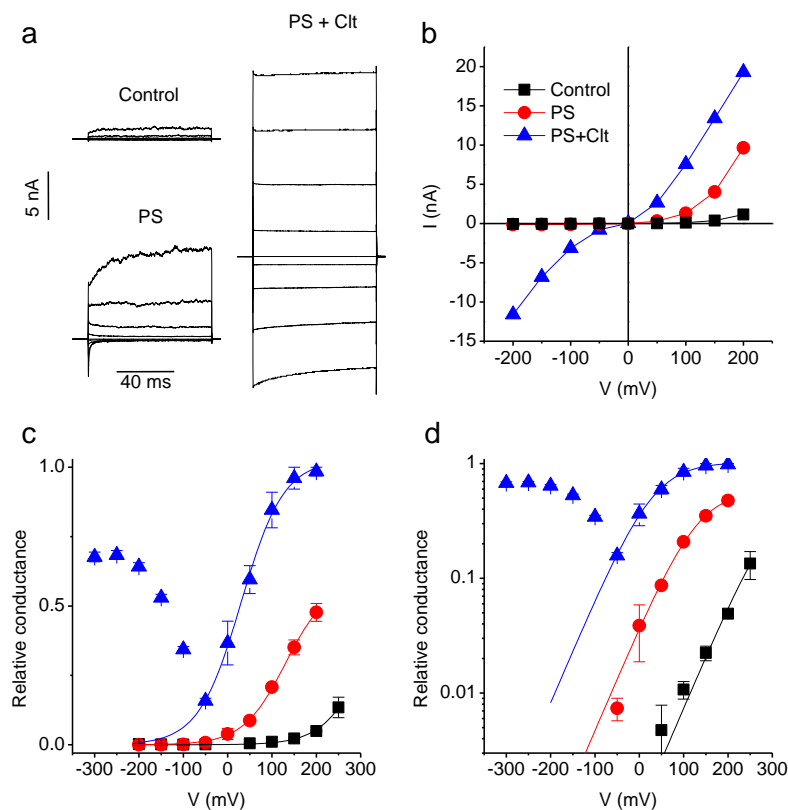 a
PS + Clt
Control
5 nA
PS
40 ms
b
20
15
10
5
0
-5
-10
-15
I (nA)
Control
PS
PS+Clt
-200
-100
0
100
200
V (mV)
c
1.0
0.5
0.0
Relative conductance
-300
-200
-100
0
100
200
300
V (mV)
d
1
0.1
0.01
Relative conductance
-300
-200
-100
0
100
200
300
V (mV)